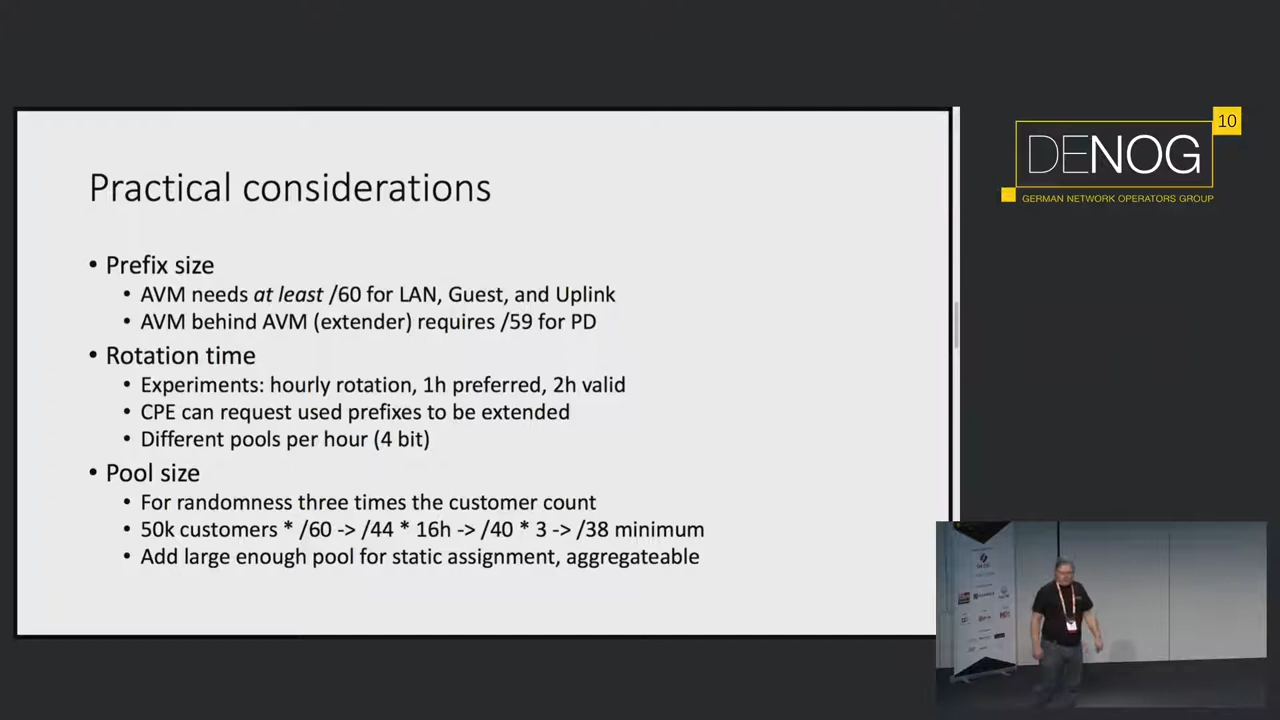 Practical considerations
• Prefix size
• AVM needs at least /60 for LAN, Guest, and Uplink
• AVM behind AVM (extender) requires /59 for PD
• Rotation time
• Experiments: hourly rotation, 1h preferred, 2h valid
• CPE can request used prefixes to be extended
• Different pools per hour (4 bit)
• Pool size
• For randomness three times the customer count
• 50k customers * /60 -> /44 * 16h -> /40 * 3 -> /38 minimum
• Add large enough pool for static assignment, aggregateable
10
DENOG
GERMAN NETWORK OPERATORS GROUP